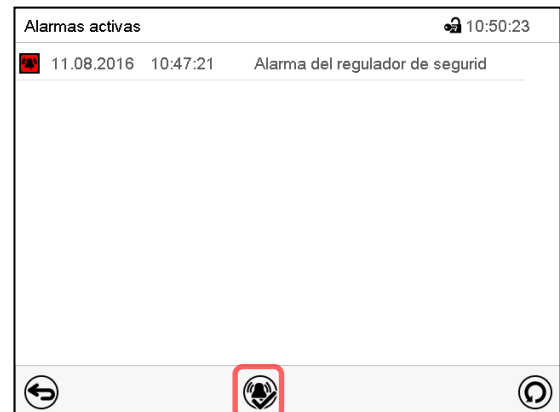 Alarmas activas 10:50:23
11.08.2016 10:47:21 Alarma del regulador de segurid